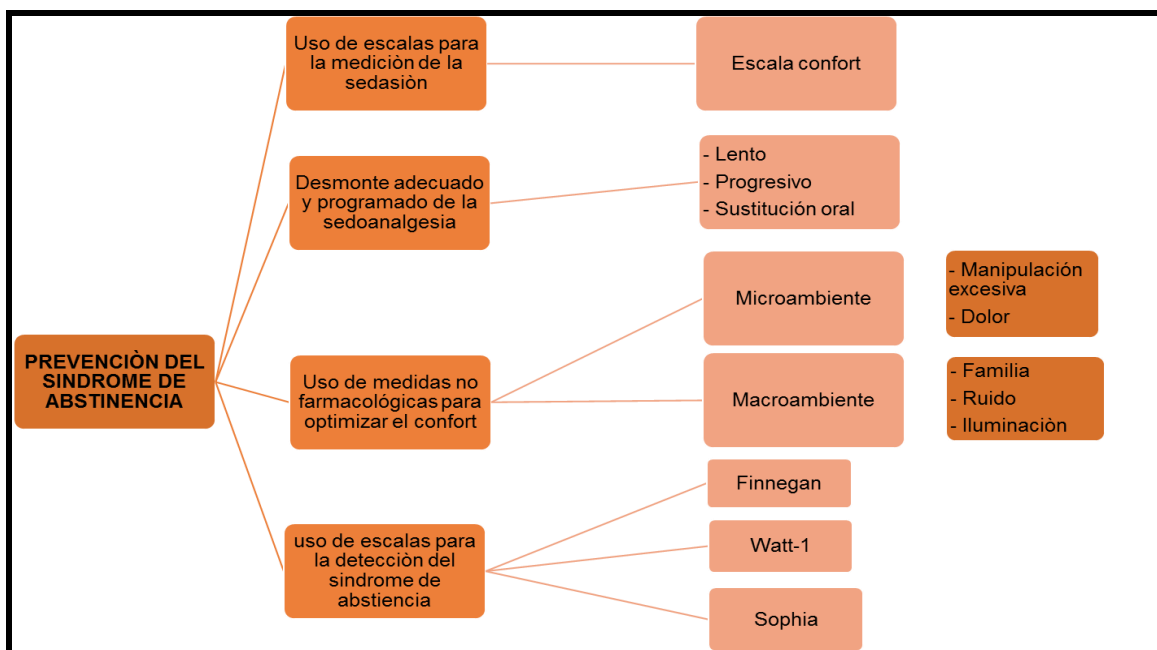 Uso de escalas para
la mediciòn de la
sedasiòn
Escala confort
Desmonte adecuado
y programado de la
sedoanalgesia
- Lento
- Progresivo
- Sustitución oral
PREVENCIÒN DEL
SINDROME DE
ABSTINENCIA
Uso de medidas no
farmacológicas para
optimizar el confort
Microambiente
- Manipulación
excesiva
- Dolor
Macroambiente
- Familia
- Ruido
- Iluminaciòn
uso de escalas para
la detecciòn del
sindrome de
abstiencia
Finnegan
Watt-1
Sophia